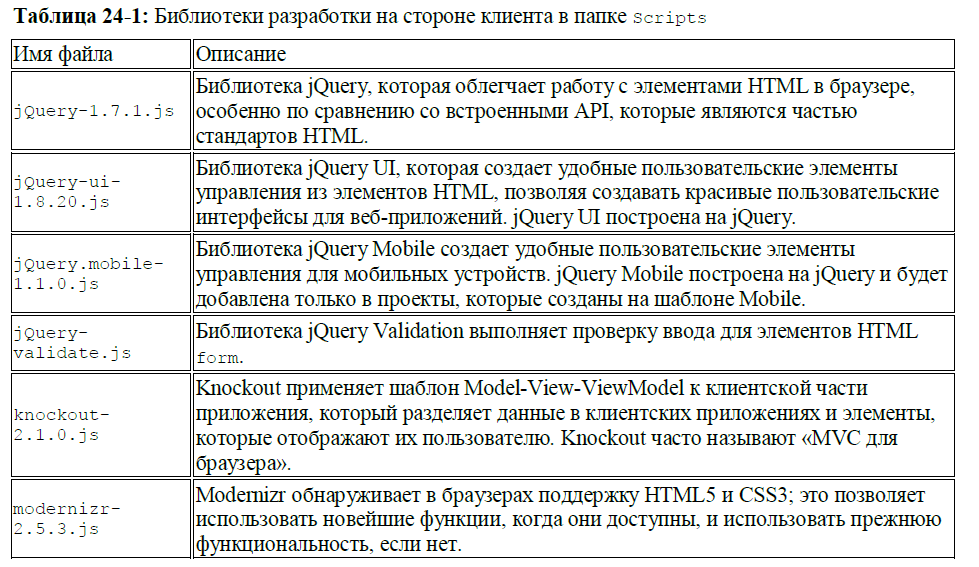 Таблица 24-1: Библиотеки разработки на стороне клиента в папке Scripts
Имя файла
Описание
jQuery-1.7.1.js
Библиотека jQuery, которая облегчает работу с элементами HTML в браузере,
особенно по сравнению со встроенными API, которые являются частью
стандартов HTML.
jQuery-ui-
1.8.20.js
Библиотека jQuery UI, которая создает удобные пользовательские элементы
управления из элементов HTML, позволяя создавать красивые пользовательские
интерфейсы для веб-приложений. jQuery UI построена на jQuery.
jQuery.mobile-
1.1.0.js
Библиотека jQuery Mobile создает удобные пользовательские элементы
управления для мобильных устройств. jQuery Mobile построена на jQuery и будет
добавлена только в проекты, которые созданы на шаблоне Mobile.
jQuery-
validate.js
Библиотека jQuery Validation выполняет проверку ввода для элементов HTML
form.
knockout-
2.1.0.js
Knockout применяет шаблон Model-View-ViewModel к клиентской части
приложения, который разделяет данные в клиентских приложениях и элементы,
которые отображают их пользователю. Knockout часто называют «MVC для
браузера».
modernizr-
2.5.3.js
Modernizr обнаруживает в браузерах поддержку HTML5 и CSS3; это позволяет
использовать новейшие функции, когда они доступны, и использовать прежнюю
функциональность, если нет.